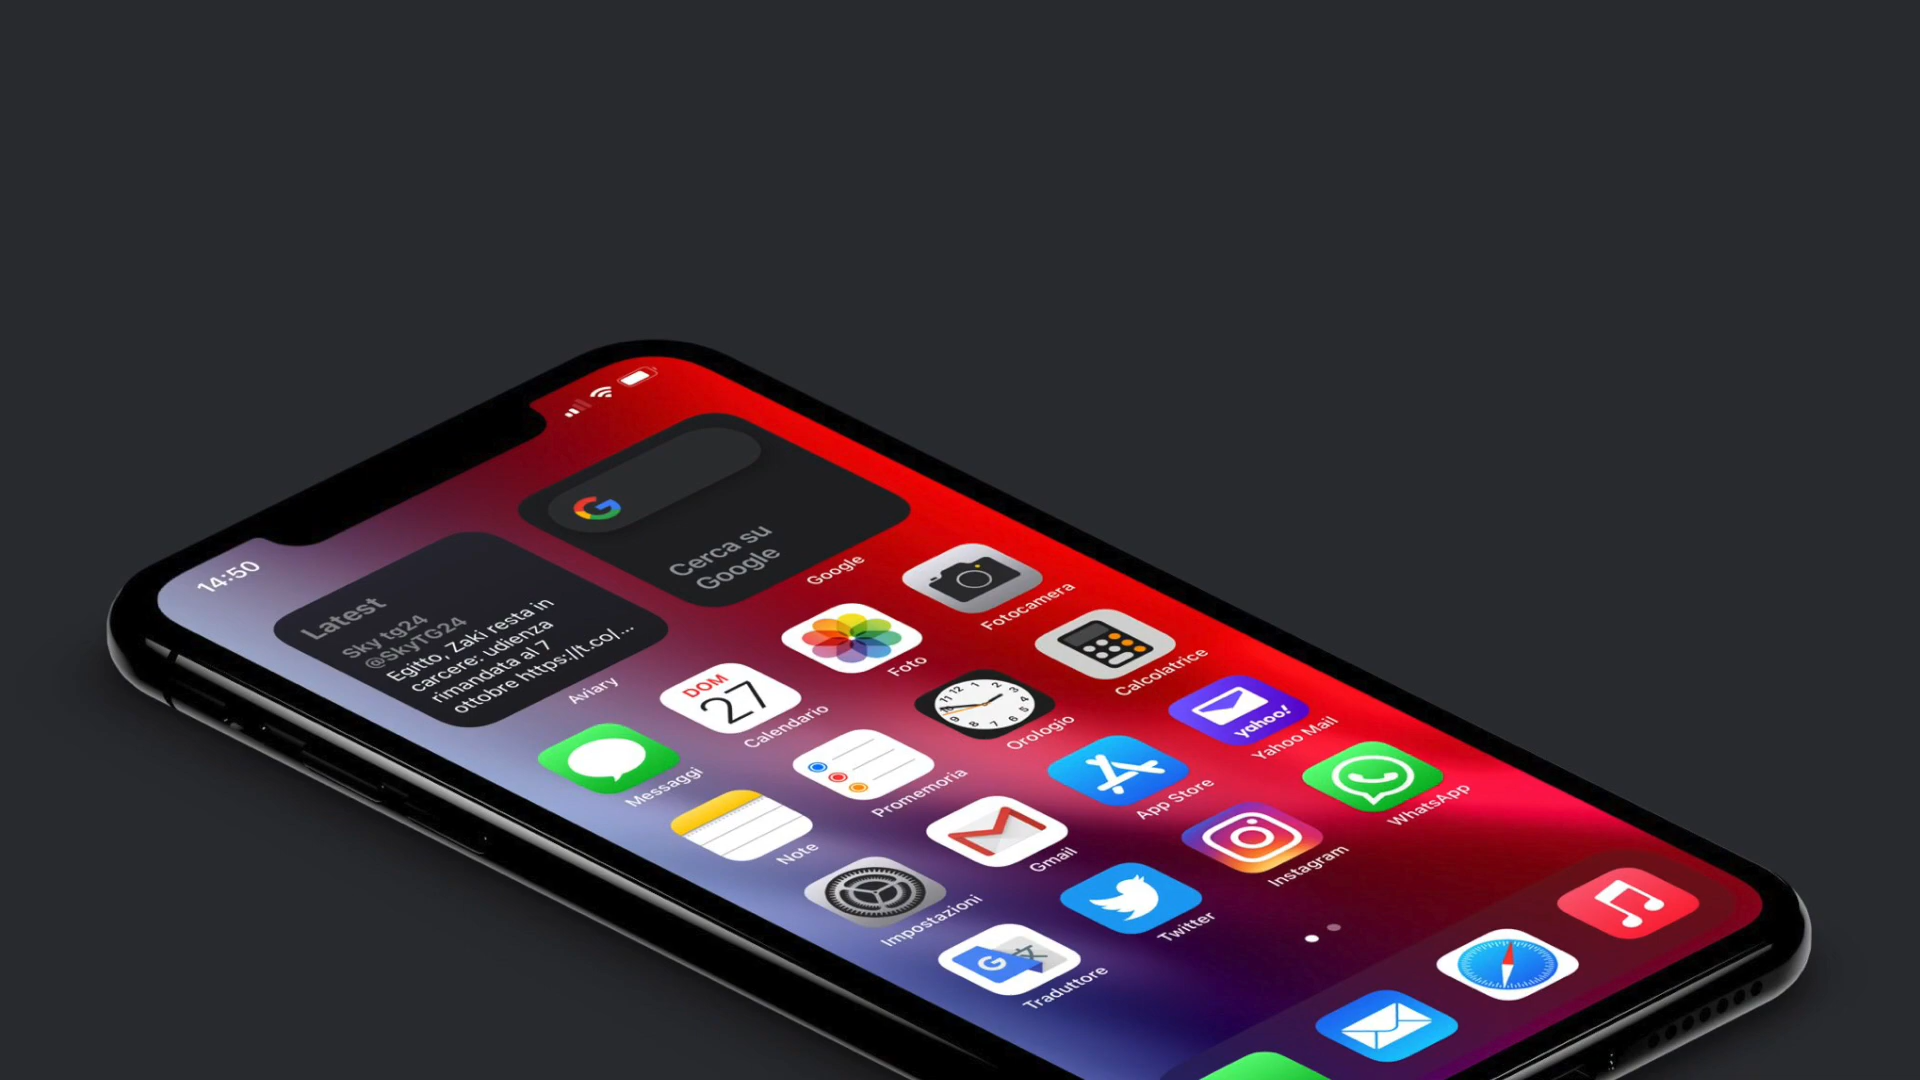 14:50
Latest
Sky tg24
@SkyTG24
Egitto, Zaki resta in
carcere: udienza
rimandata al 7
ottobre https://t.co/...
Aviary
Cerca su
Google
Google
Messaggi
DOM
27
Calendario
Foto
Fotocamera
Note
Promemoria
Orologio
Calcolatrice
Impostazioni
Gmail
App Store
yahoo!
Yahoo Mail
Traduttore
Twitter
Instagram
WhatsApp